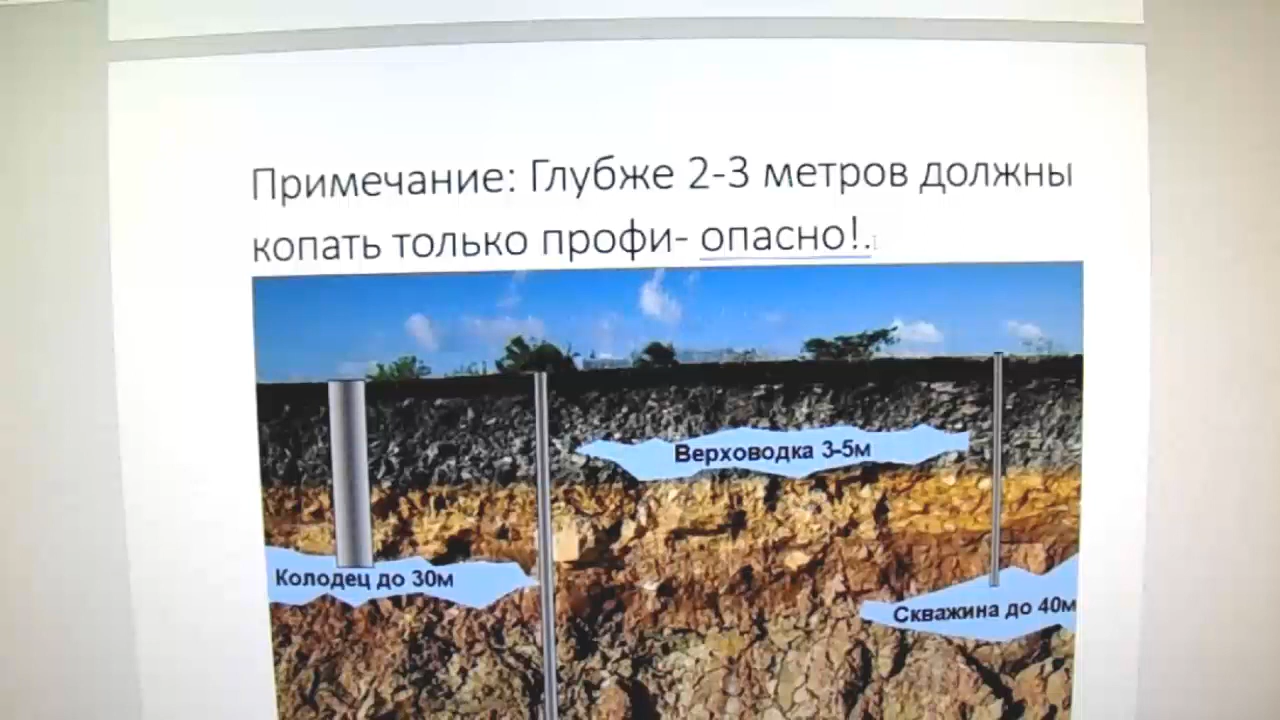 Примечание: Глубже 2-3 метров должны
копать только профи- опасно!.
Верховодка 3-5м
Колодец до 30м
Скважина до 40м